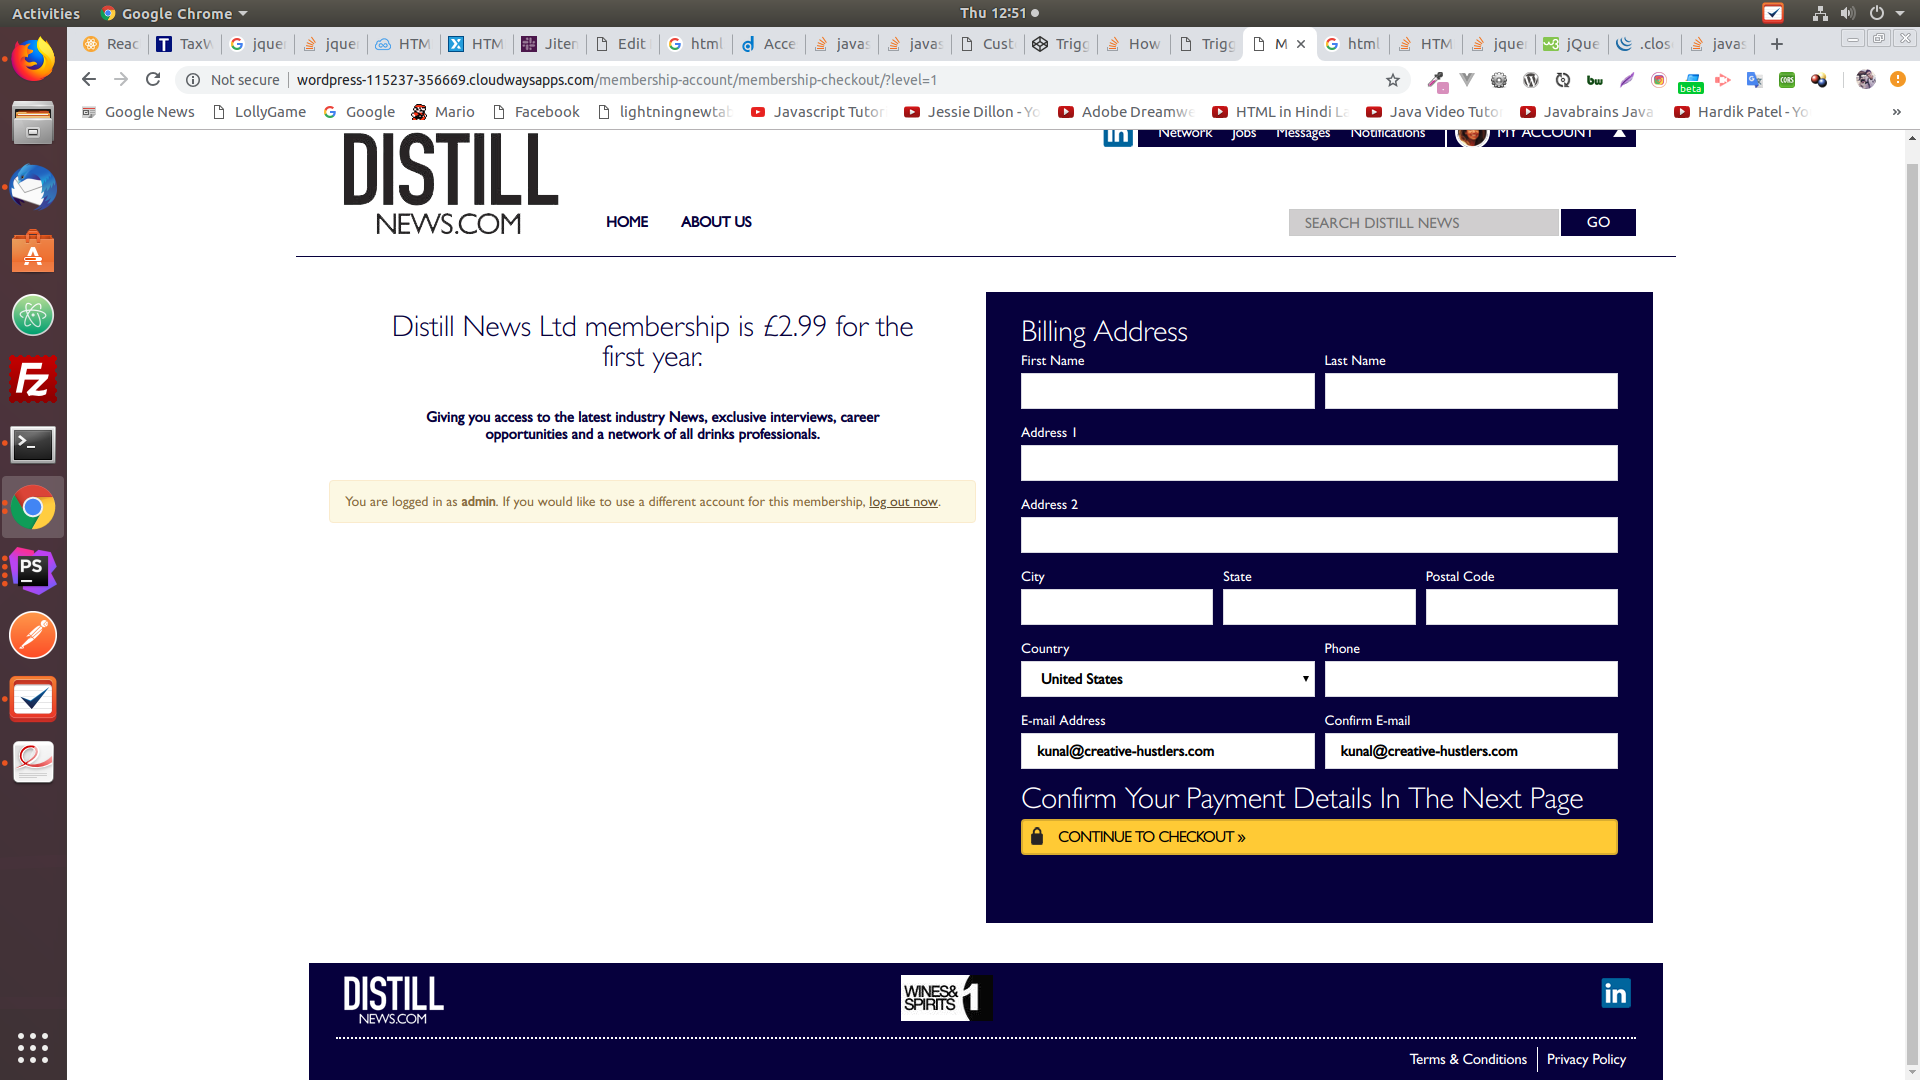 Activities
Google Chrome
Thu 12:51
Reac
TaxW
jque
jque
HTM
HTM
Jiten
Edit
html
Acce
javas
javas
Cust
Trigg
How
Trigg
M
html
HTM
jque
jQue
.clos
javas
Not secure
wordpress-115237-356669.cloudwaysapps.com/membership-account/membership-checkout/?level=1
beta
Google News
LollyGame
Google
Mario
Facebook
lightningnewtab
Javascript Tutor
Jessie Dillon - Yo
Adobe Dreamwe
HTML in Hindi La
Java Video Tutor
Javabrains Java
Hardik Patel - Yo
»
in
Network
Jobs
Messages
Notifications
MY ACCOUNT
DISTILL
NEWS.COM
HOME
ABOUT US
SEARCH DISTILL NEWS
GO
Distill News Ltd membership is £2.99 for the
first year.
Giving you access to the latest industry News, exclusive interviews, career
opportunities and a network of all drinks professionals.
You are logged in as admin. If you would like to use a different account for this membership, log out now.
Billing Address
First Name
Last Name
Address 1
Address 2
City
State
Postal Code
Country
Phone
United States
E-mail Address
Confirm E-mail
kunal@creative-hustlers.com
kunal@creative-hustlers.com
Confirm Your Payment Details In The Next Page
CONTINUE TO CHECKOUT »
DISTILL
NEWS.COM
WINES&
SPIRITS 1
in
Terms & Conditions
Privacy Policy